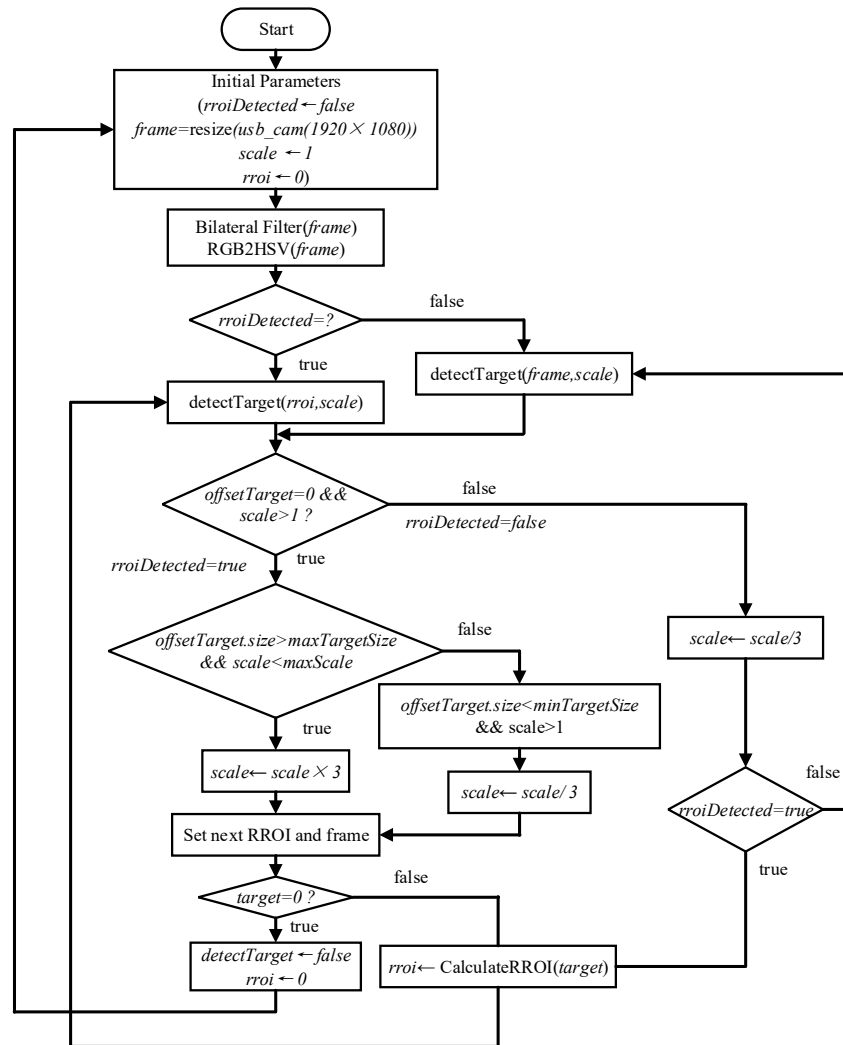 Start
Initial Parameters
(rroiDetected←false
frame=resize(usb_cam(1920×1080))
scale ←1
rroi←0)
Bilateral Filter(frame)
RGB2HSV(frame)
rroiDetected=?
false
true
detectTarget(frame,scale)
detectTarget(rroi,scale)
offsetTarget=0 &&
scale>1 ?
false
rroiDetected=false
rroiDetected=true
true
offsetTarget.size>maxTargetSize
&& scale<maxScale
false
scale← scale/3
offsetTarget.size<minTargetSize
&& scale>1
true
scale← scale×3
scale← scale/ 3
rroiDetected=true
false
Set next RROI and frame
true
target=0 ?
false
true
detectTarget←false
rroi←0
rroi← CalculateRROI(target)